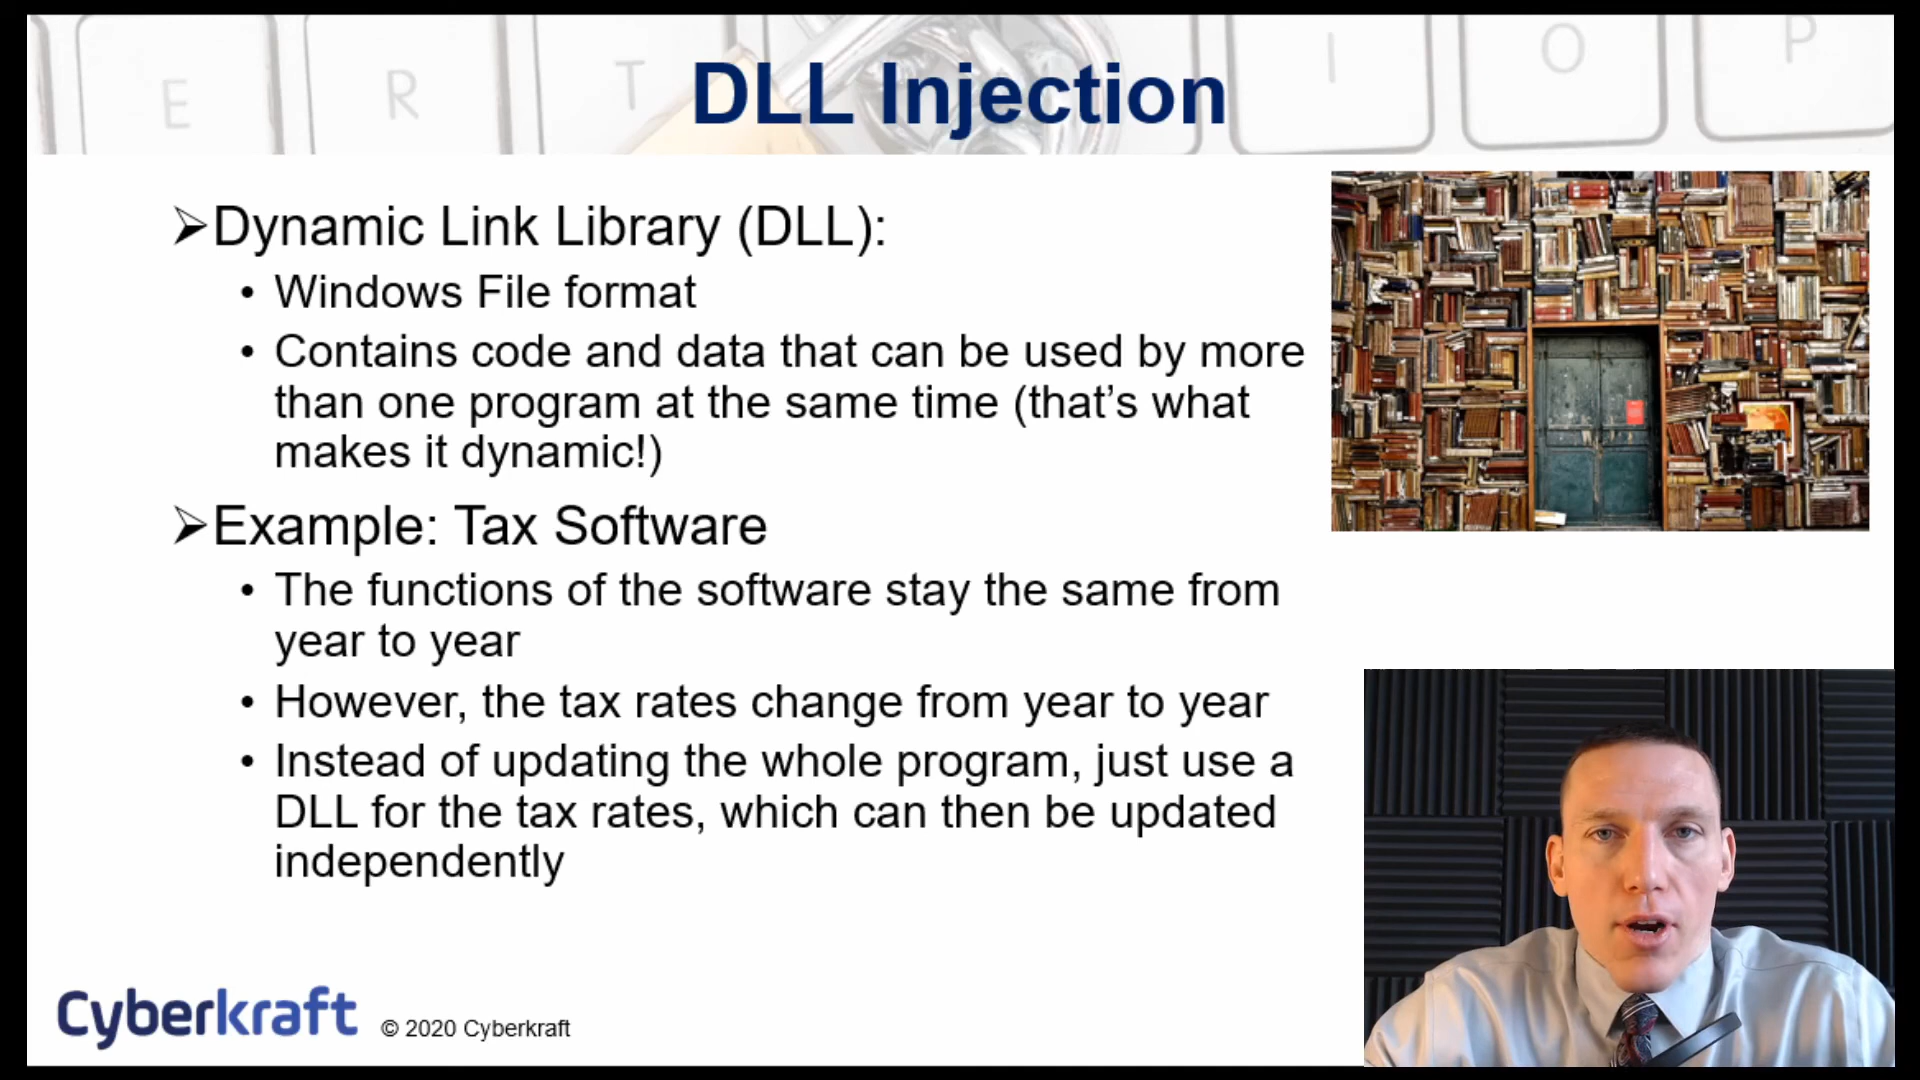 E R T I O P
DLL Injection
➢Dynamic Link Library (DLL):
• Windows File format
• Contains code and data that can be used by more
than one program at the same time (that’s what
makes it dynamic!)
➢Example: Tax Software
• The functions of the software stay the same from
year to year
• However, the tax rates change from year to year
• Instead of updating the whole program, just use a
DLL for the tax rates, which can then be updated
independently
Cyberkraft © 2020 Cyberkraft